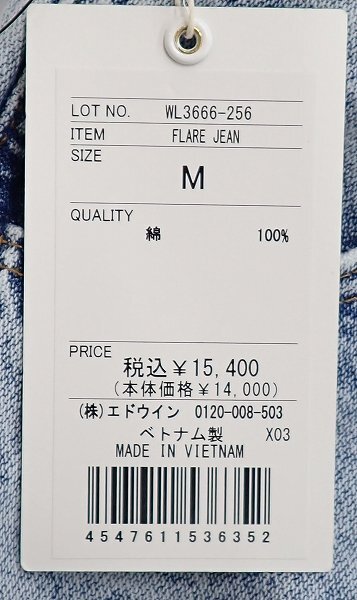 LOT NO. WL3666-256
ITEM FLARE JEAN
SIZE
M
QUALITY
綿 100%
PRICE
税込￥15,400
(本体価格￥14,000)
(株)エドウイン 0120-008-503
ベトナム製 X03
MADE IN VIETNAM
4547611536352